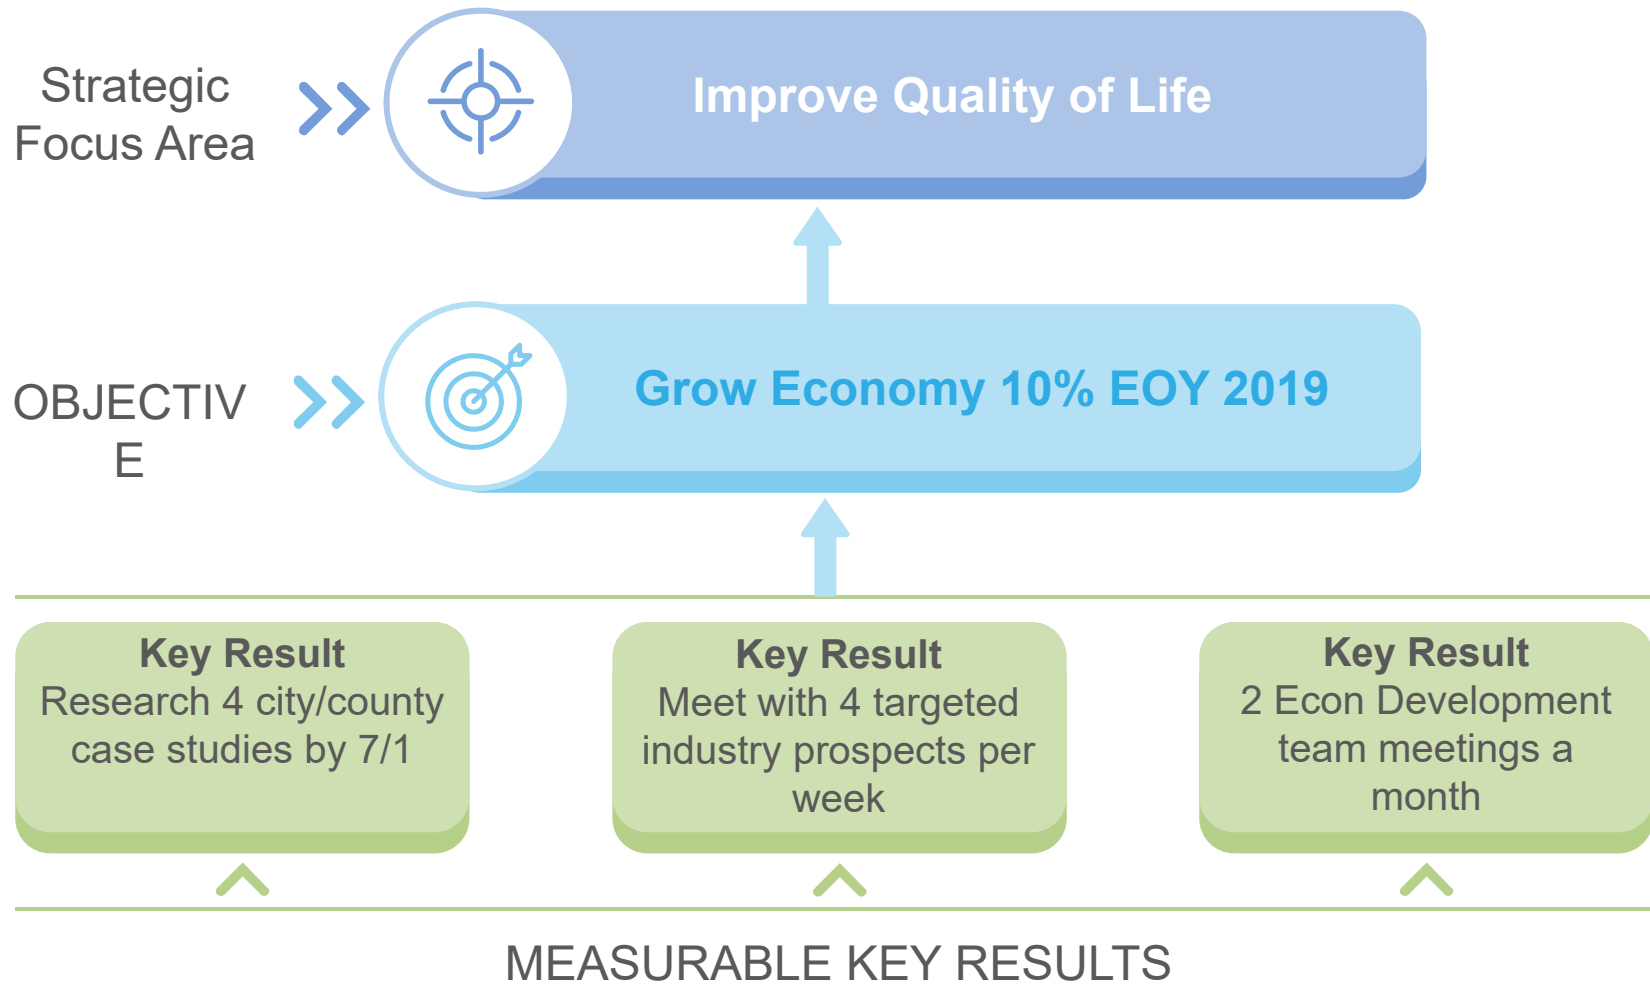 Strategic
Focus Area
Improve Quality of Life
OBJECTIV
E
Grow Economy 10% EOY 2019
Key Result
Research 4 city/county
case studies by 7/1
Key Result
Meet with 4 targeted
industry prospects per
week
Key Result
2 Econ Development
team meetings a
month
MEASURABLE KEY RESULTS